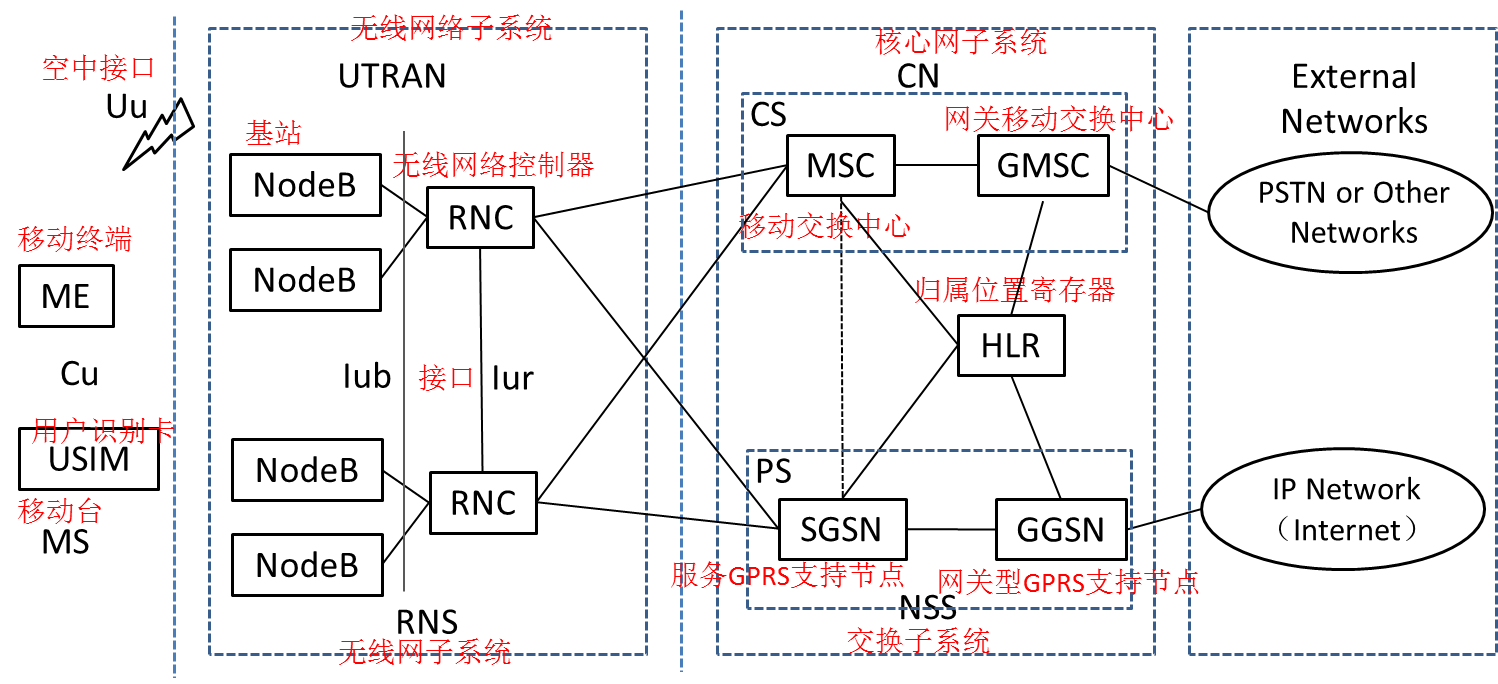 空中接口
Uu
移动终端
ME
Cu
用户识别卡
USIM
移动台
MS
无线网络子系统
UTRAN
基站
NodeB
无线网络控制器
RNC
NodeB
Iub
接口
Iur
NodeB
RNC
NodeB
RNS
无线网子系统
核心网子系统
CN
CS
网关移动交换中心
MSC
GMSC
移动交换中心
归属位置寄存器
HLR
PS
SGSN
GGSN
服务GPRS支持节点
网关型GPRS支持节点
NSS
交换子系统
External
Networks
PSTN or Other
Networks
IP Network
（Internet）